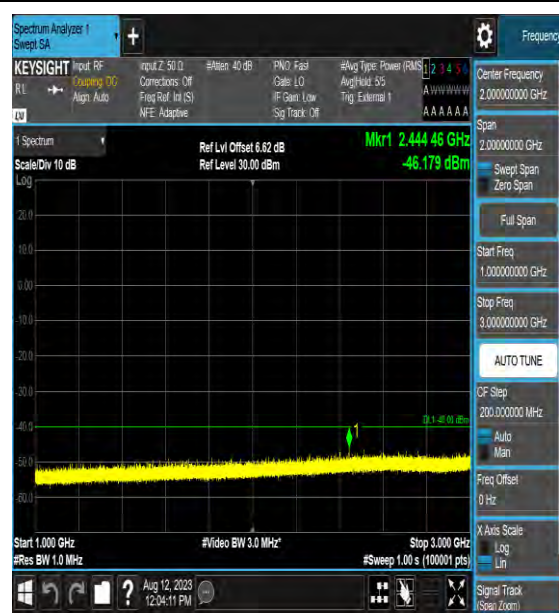 Spectrum Analyzer 1
Swept SA
+
Frequency
KEYSIGHT
RL
Input: RF
Coupling: DC
Align: Auto
Input Z: 50 Ω
Corrections: Off
Freq Ref: Int (S)
NFE: Adaptive
#Atten: 40 dB
PNO: Fast
Gate: LO
IF Gain: Low
Sig Track: Off
#Avg Type: Power (RMS
Avg|Hold: 5/5
Trig: External 1
1 2 3 4 5 6
A W W W W W
A A A A A A
LW
1 Spectrum
Scale/Div 10 dB
Log
Ref Lvl Offset 6.62 dB
Ref Level 30.00 dBm
Mkr1 2.444 46 GHz
-46.179 dBm
20.0
10.0
0.00
-10.0
-20.0
-30.0
-40.0
-50.0
-60.0
DL1 -40.00 dBm
1
Start 1.000 GHz
#Res BW 1.0 MHz
#Video BW 3.0 MHz*
Stop 3.000 GHz
#Sweep 1.00 s (100001 pts)
Center Frequency
2.000000000 GHz
Span
2.00000000 GHz
Swept Span
Zero Span
Full Span
Start Freq
1.000000000 GHz
Stop Freq
3.000000000 GHz
AUTO TUNE
CF Step
200.000000 MHz
Auto
Man
Freq Offset
0 Hz
X Axis Scale
Log
Lin
Signal Track
(Span Zoom)
?
Aug 12, 2023
12:04:11 PM